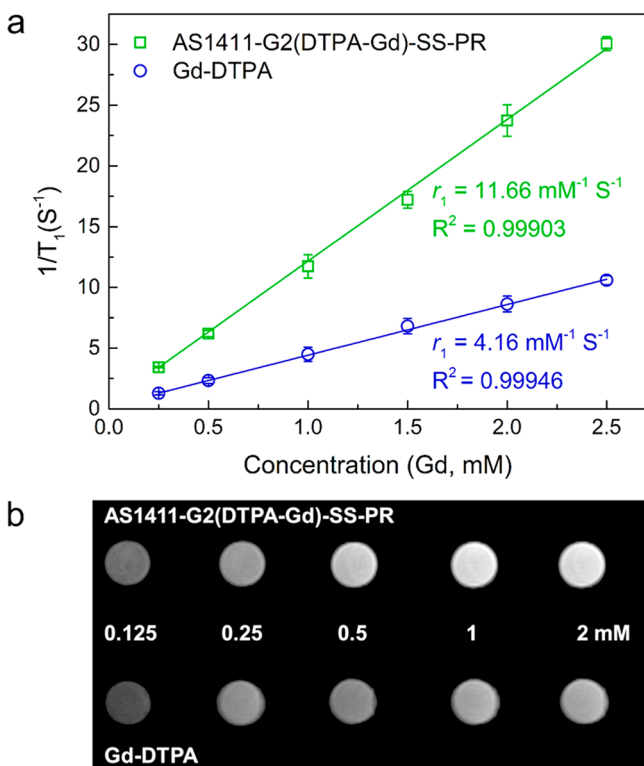 a
AS1411-G2(DTPA-Gd)-SS-PR
Gd-DTPA
30
25
20
15
10
5
0
1/T₁(S⁻¹)
r₁ = 11.66 mM⁻¹ S⁻¹
R² = 0.99903
r₁ = 4.16 mM⁻¹ S⁻¹
R² = 0.99946
0.0 0.5 1.0 1.5 2.0 2.5
Concentration (Gd, mM)
b
AS1411-G2(DTPA-Gd)-SS-PR
0.125 0.25 0.5 1 2 mM
Gd-DTPA